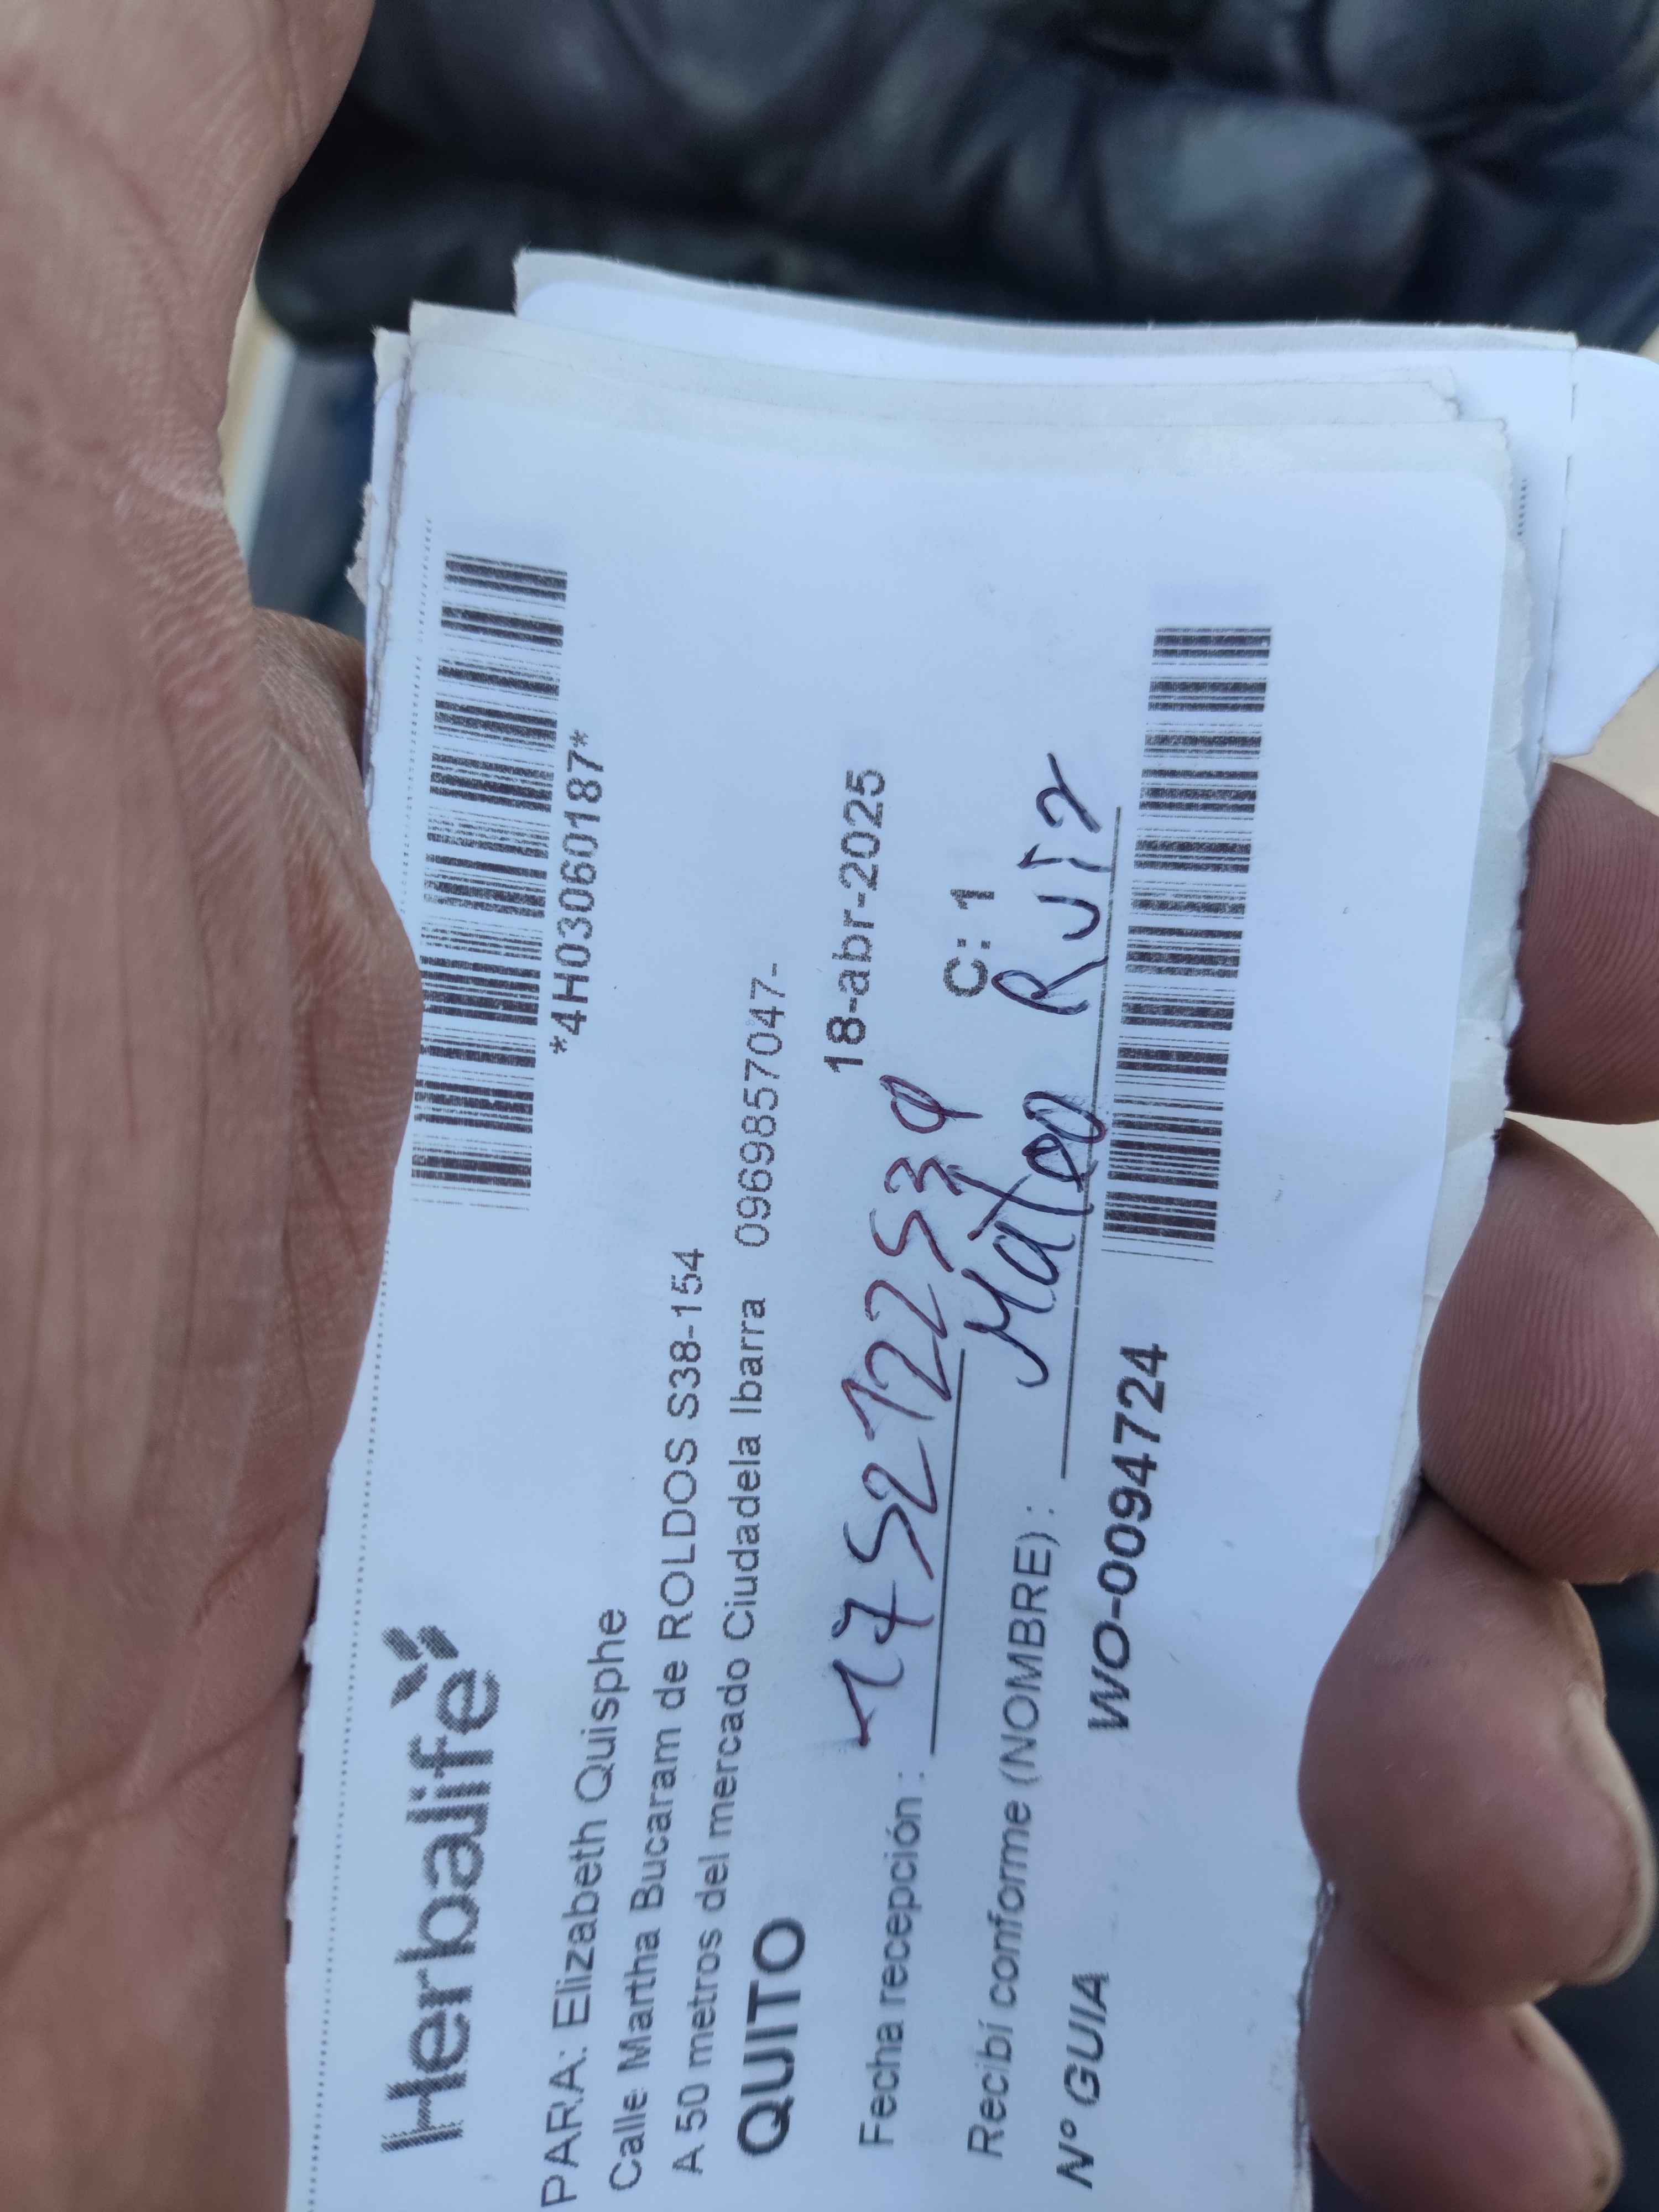 Herbalife
*4H03060187*
PARA: Elizabeth Quisphe
Calle Martha Bucaram de ROLDOS S38-154
A 50 metros del mercado Ciudadela Ibarra 0969857047-
QUITO
18-abr-2025
Fecha recepción : 1752122539
C: 1
Recibí conforme (NOMBRE) : Mateo Ruiz
Nº GUIA WO-0094724